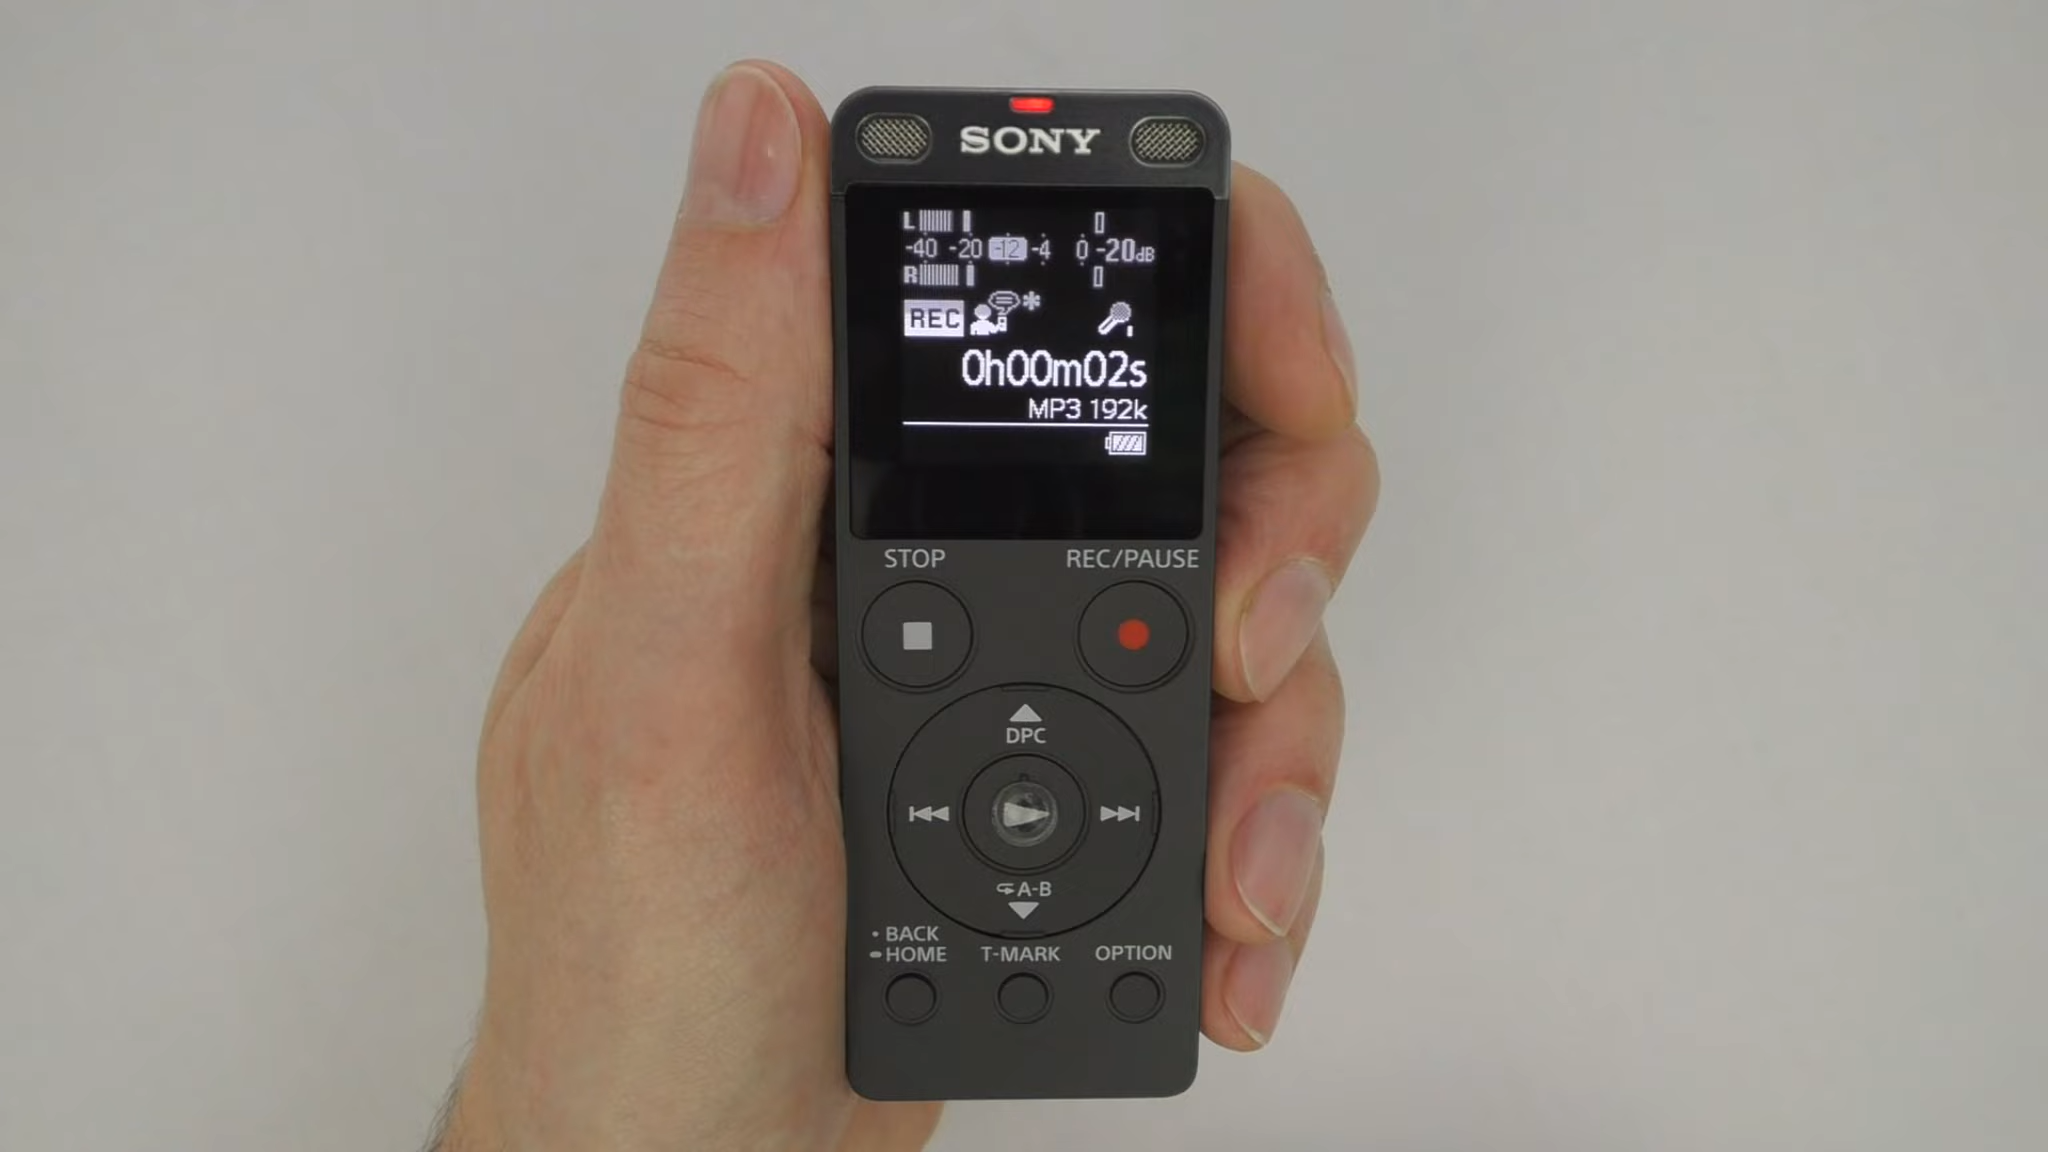 SONY
L
-40 -20 -12 -4 0 -20dB
R
REC *
0h00m02s
MP3 192k
STOP REC/PAUSE
DPC
A-B
• BACK
HOME T-MARK OPTION